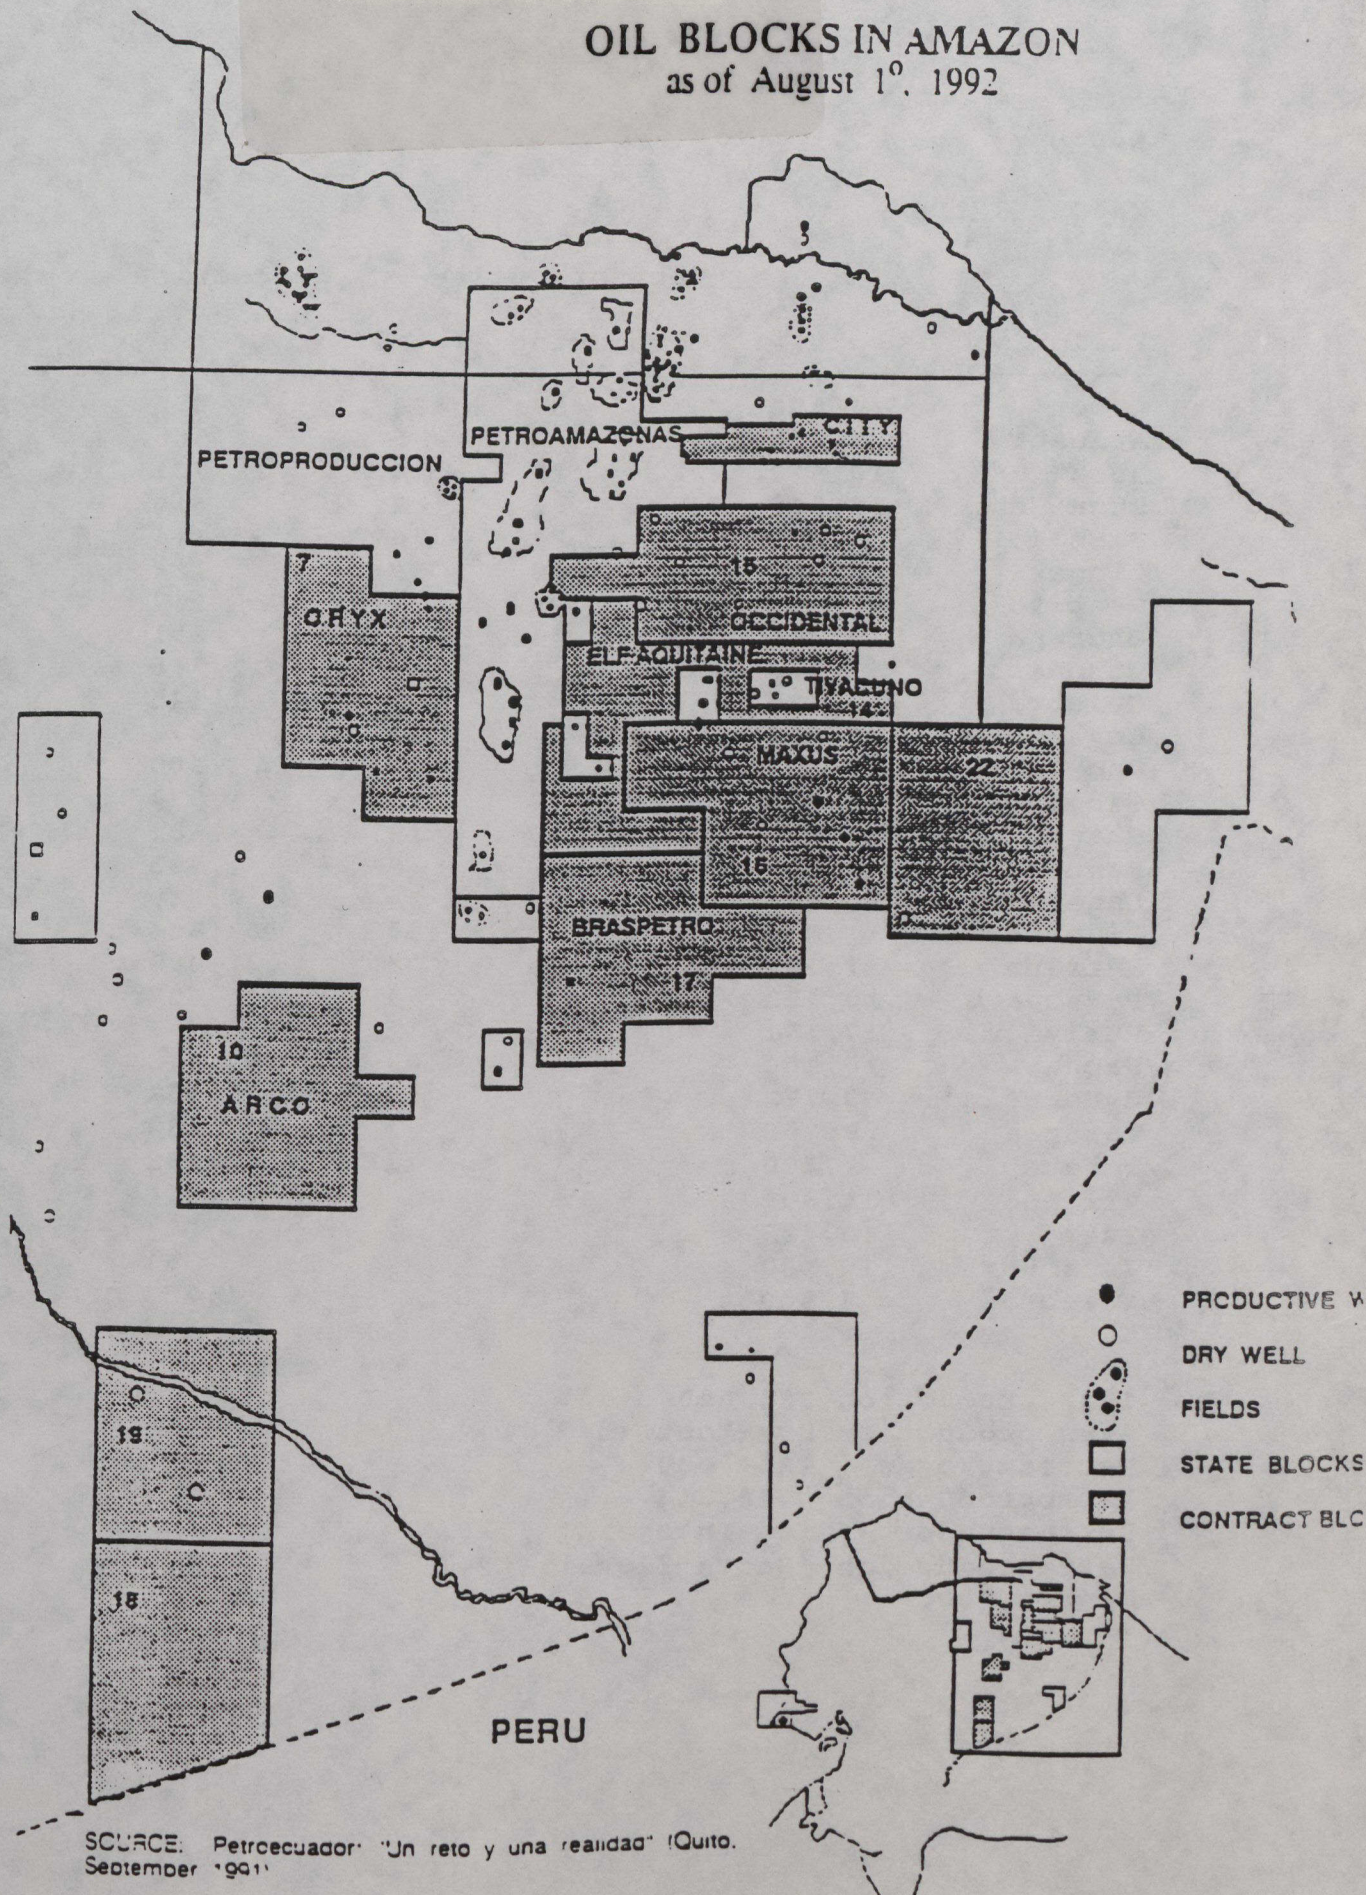 OIL BLOCKS IN AMAZON
as of August 1º, 1992
PETROAMAZONAS
CITY
PETROPRODUCCION
7
ORYX
15
OCCIDENTAL
ELF AQUITAINE
TIVACUNO
14
MAXUS
22
16
BRASPETRO
17
10
ARCO
PRODUCTIVE W
DRY WELL
FIELDS
19
STATE BLOCKS
CONTRACT BLO
18
PERU
SOURCE: Petroecuador "Un reto y una realidad" (Quito.
September 1991)